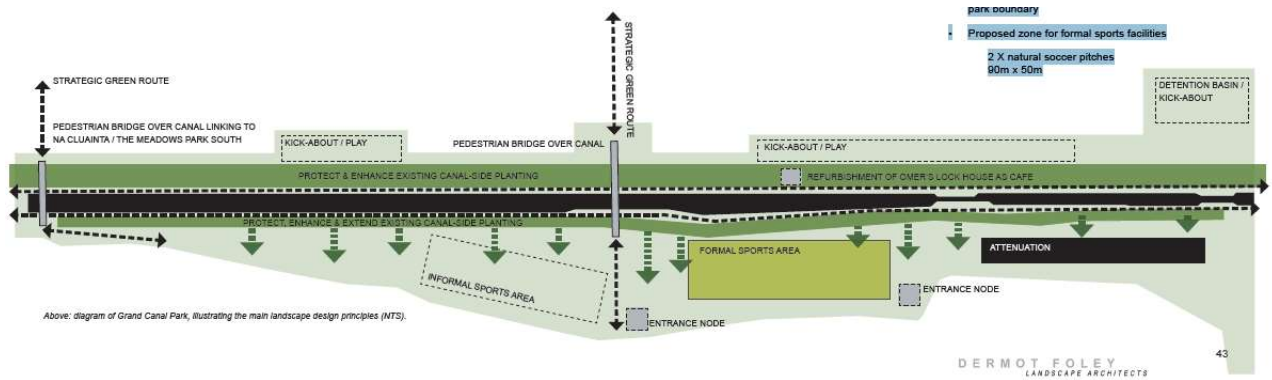 park boundary
• Proposed zone for formal sports facilities
2 X natural soccer pitches
90m x 50m
STRATEGIC GREEN ROUTE
STRATEGIC GREEN ROUTE
DETENTION BASIN /
KICK-ABOUT
PEDESTRIAN BRIDGE OVER CANAL LINKING TO
NA CLUAINTA / THE MEADOWS PARK SOUTH
KICK-ABOUT / PLAY
PEDESTRIAN BRIDGE OVER CANAL
KICK-ABOUT / PLAY
PROTECT & ENHANCE EXISTING CANAL-SIDE PLANTING
REFURBISHMENT OF OMER'S LOCK HOUSE AS CAFE
PROTECT, ENHANCE & EXTEND EXISTING CANAL-SIDE PLANTING
FORMAL SPORTS AREA
ATTENUATION
INFORMAL SPORTS AREA
ENTRANCE NODE
Above: diagram of Grand Canal Park, illustrating the main landscape design principles (NTS).
ENTRANCE NODE
43
DERMOT FOLEY
LANDSCAPE ARCHITECTS